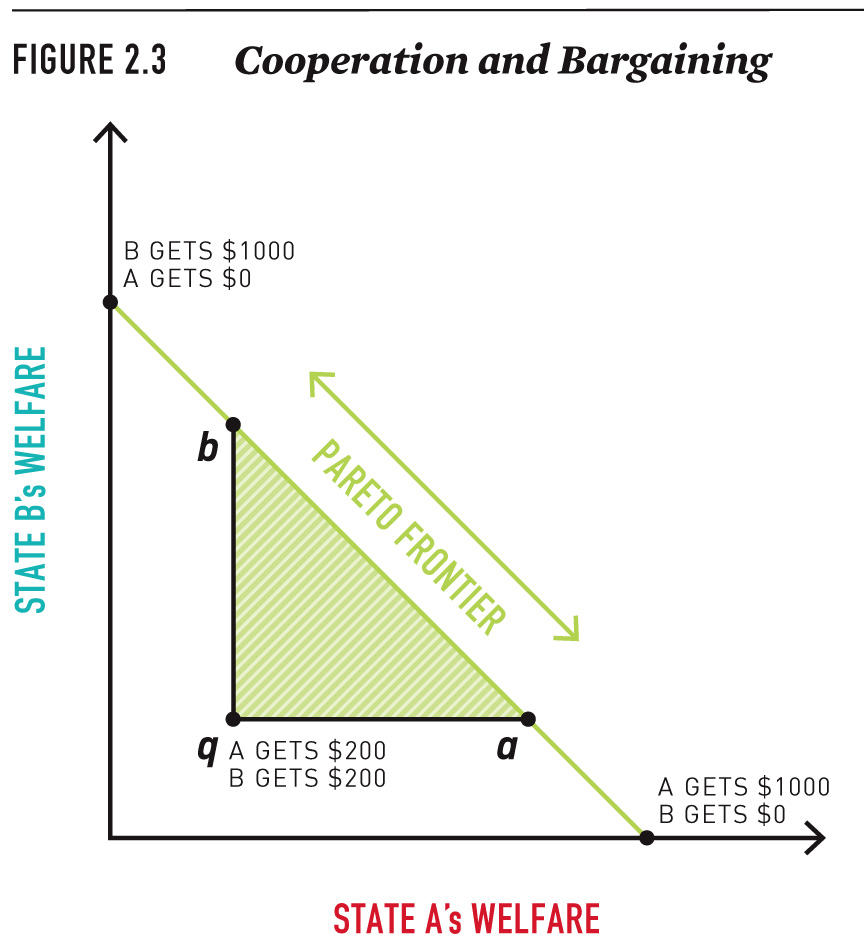 FIGURE 2.3 Cooperation and Bargaining
B GETS $1000
A GETS $0
STATE B's WELFARE
b
PARETO FRONTIER
q
A GETS $200
B GETS $200
a
A GETS $1000
B GETS $0
STATE A's WELFARE